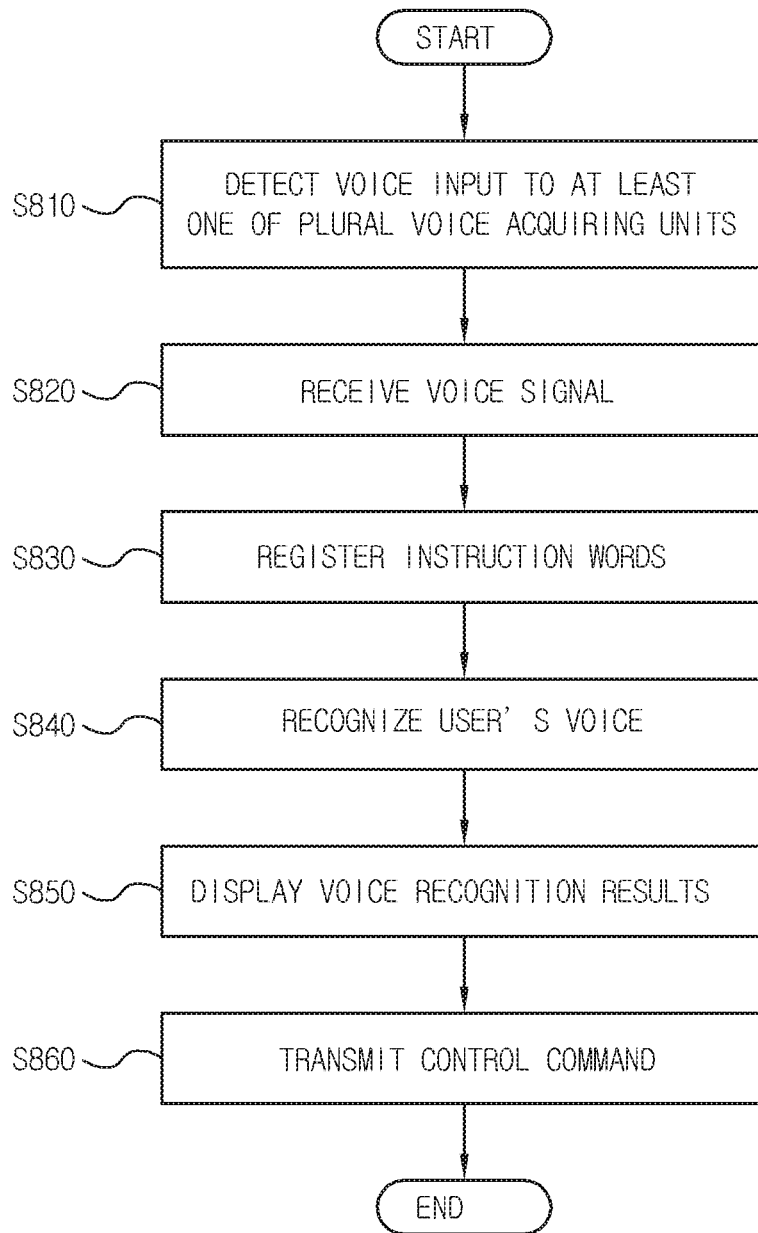 START
S810
DETECT VOICE INPUT TO AT LEAST
ONE OF PLURAL VOICE ACQUIRING UNITS
S820
RECEIVE VOICE SIGNAL
S830
REGISTER INSTRUCTION WORDS
S840
RECOGNIZE USER'S VOICE
S850
DISPLAY VOICE RECOGNITION RESULTS
S860
TRANSMIT CONTROL COMMAND
END